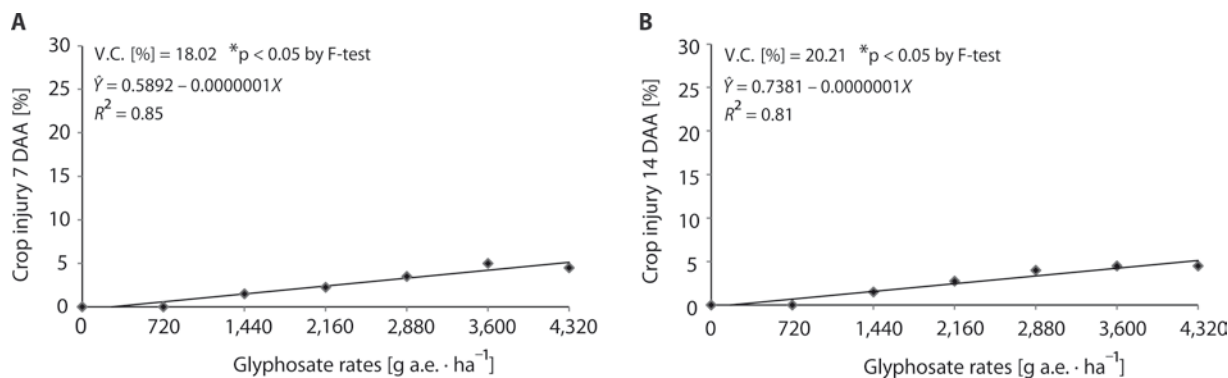 A
V.C. [%] = 18.02 *p < 0.05 by F-test
Ŷ = 0.5892 – 0.0000001X
R² = 0.85
Crop injury 7 DAA [%]
30
25
20
15
10
5
0
0 720 1,440 2,160 2,880 3,600 4,320
Glyphosate rates [g a.e. · ha⁻¹]
B
V.C. [%] = 20.21 *p < 0.05 by F-test
Ŷ = 0.7381 – 0.0000001X
R² = 0.81
Crop injury 14 DAA [%]
30
25
20
15
10
5
0
0 720 1,440 2,160 2,880 3,600 4,320
Glyphosate rates [g a.e. · ha⁻¹]